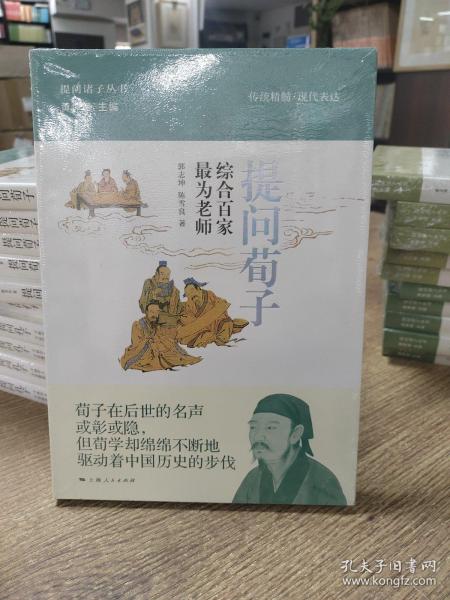 提问诸子丛书
主编
传统精髓·现代表达
提问荀子
综合百家
最为老师
郭志坤 陈雪良 著
荀子在后世的名声
或彰或隐，
但荀学却绵绵不断地
驱动着中国历史的步伐
上海人民出版社
孔夫子旧书网
www.kongfz.com